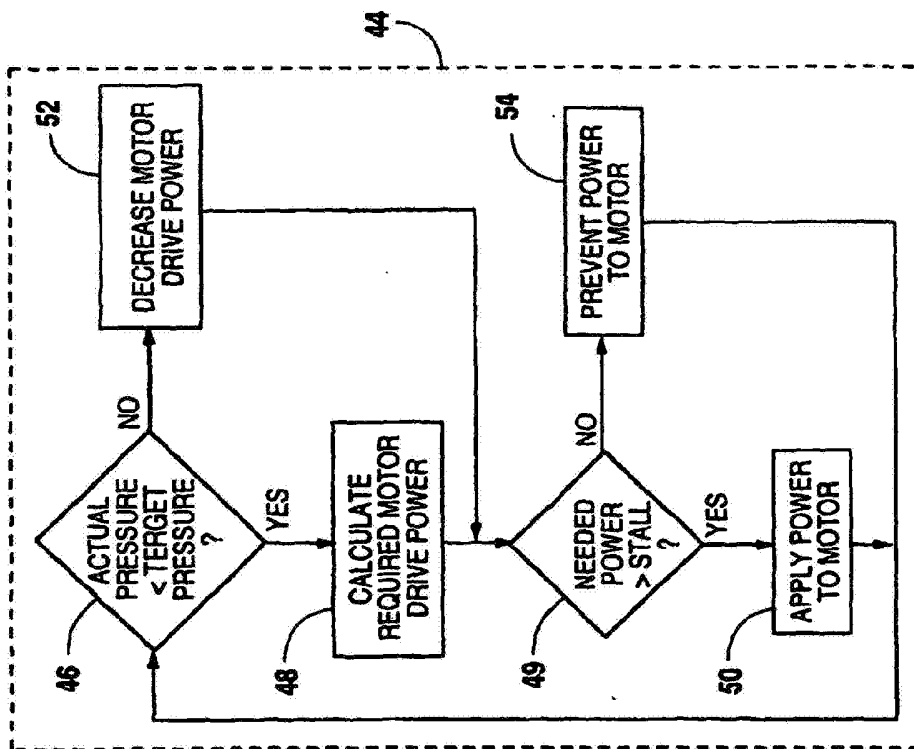 44
46
ACTUAL
PRESSURE
< TERGET
PRESSURE
?
NO
52
DECREASE MOTOR
DRIVE POWER
YES
48
CALCULATE
REQUIRED MOTOR
DRIVE POWER
49
NEEDED
POWER
> STALL
?
NO
54
PREVENT POWER
TO MOTOR
YES
50
APPLY POWER
TO MOTOR